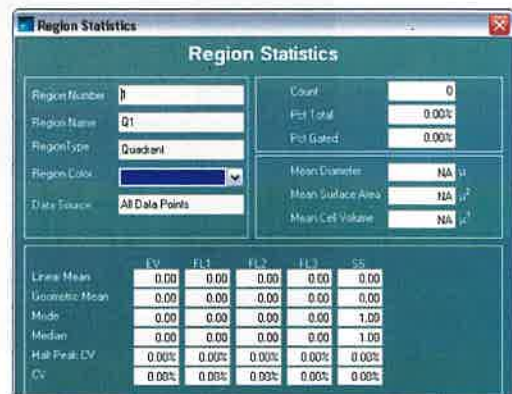 Region Statistics
Region Statistics
Region Number 1
Region Name Q1
RegionType Quadrant
Region Color
Data Source All Data Points
Count 0
Pct Total 0.00%
Pct Gated 0.00%
Mean Diameter NA μ
Mean Surface Area NA μ²
Mean Cell Volume NA μ³
EV FL1 FL2 FL3 SS
Linear Mean 0.00 0.00 0.00 0.00 0.00
Geometric Mean 0.00 0.00 0.00 0.00 0.00
Mode 0.00 0.00 0.00 0.00 1.00
Median 0.00 0.00 0.00 0.00 1.00
Half Peak CV 0.00% 0.00% 0.00% 0.00% 0.00%
CV 0.00% 0.00% 0.00% 0.00% 0.00%